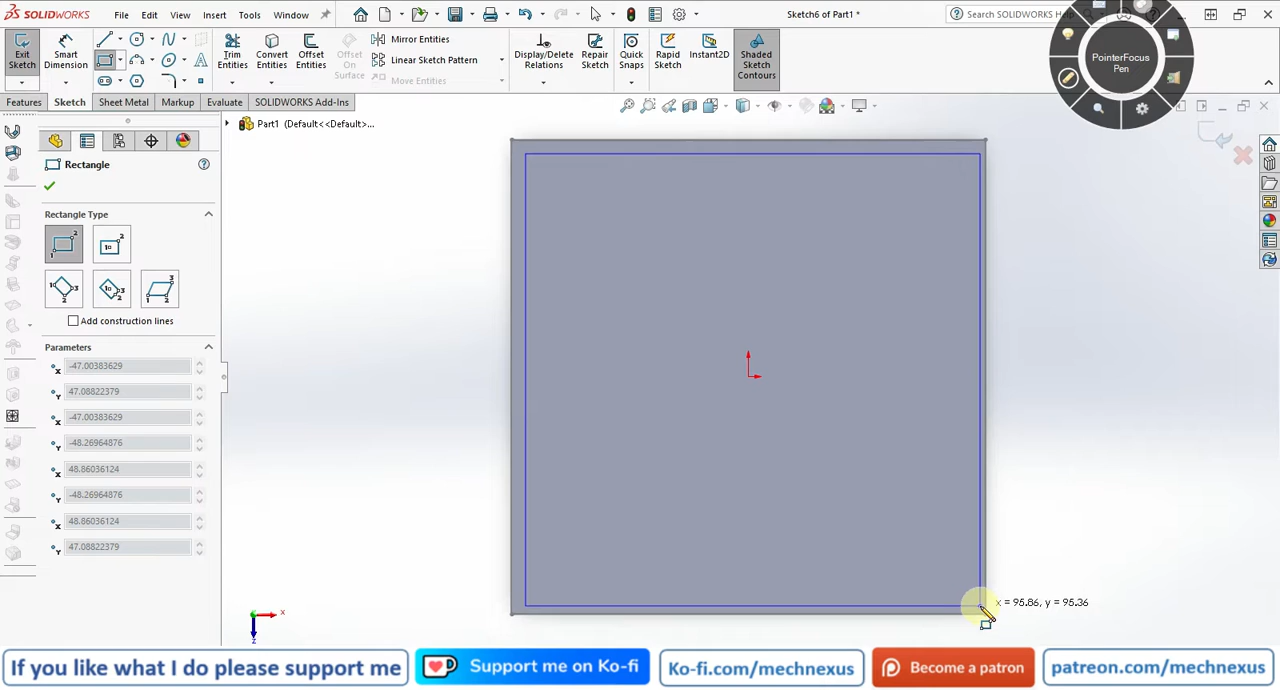 SOLIDWORKS File Edit View Insert Tools Window Sketch6 of Part1 * Search SOLIDWORKS Help
PointerFocus
Pen
Exit
Sketch
Smart
Dimension
Trim
Entities
Convert
Entities
Offset
Entities
Offset
On
Surface
Mirror Entities
Linear Sketch Pattern
Move Entities
Display/Delete
Relations
Repair
Sketch
Quick
Snaps
Rapid
Sketch
Instant2D
Shaded
Sketch
Contours
Features Sketch Sheet Metal Markup Evaluate SOLIDWORKS Add-Ins
Part1 (Default<<Default>...
Rectangle
Rectangle Type
Add construction lines
Parameters
-47.00383629
47.08822379
-47.00383629
-48.26964876
48.86036124
-48.26964876
48.86036124
47.08822379
x = 95.86, y = 95.36
x
z
If you like what I do please support me
Support me on Ko-fi
Ko-fi.com/mechnexus
Become a patron
patreon.com/mechnexus